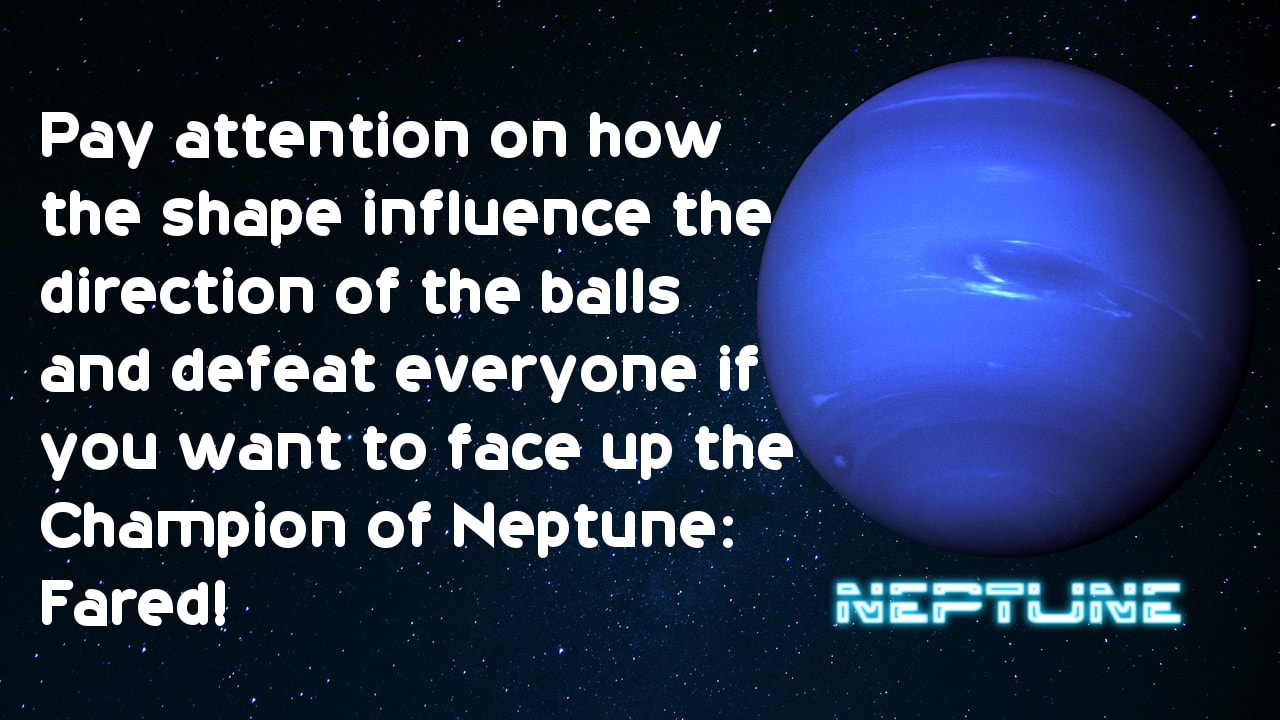 Pay attention on how
the shape influence the
direction of the balls
and defeat everyone if
you want to face up the
Champion of Neptune:
Fared!
NEPTUNE